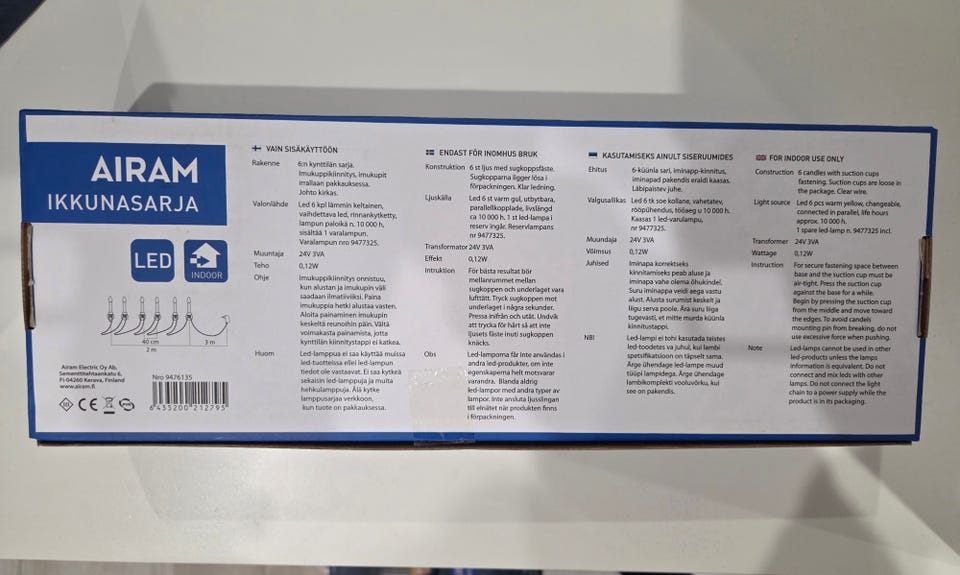 AIRAM
IKKUNASARJA
LED
INDOOR
40 cm
2 m
3 m
Airam Electric Oy Ab,
Sementtitehtaankatu 6,
FI-04260 Kerava, Finland
www.airam.fi
Nro 9476135
6 435200 212795
VAIN SISÄKÄYTTÖÖN
Rakenne 6:n kynttilän sarja.
Imukuppikiinnitys, imukupit
irrallaan pakkauksessa.
Johto kirkas.
Valonlähde Led 6 kpl lämmin keltainen,
vaihdettava led, rinnankytketty,
lampun paloikä n. 10 000 h,
sisältää 1 varalampun.
Varalampun nro 9477325.
Muuntaja 24V 3VA
Teho 0,12W
Ohje Imukuppikiinnitys onnistuu,
kun alustan ja imukupin väli
saadaan ilmatiiviiksi. Paina
imukuppia hetki alustaa vasten.
Aloita painaminen imukupin
keskeltä reunoihin päin. Vältä
voimakasta painamista, jotta
kynttilän kiinnitystappi ei katkea.
Huom Led-lamppua ei saa käyttää muissa
led-tuotteissa ellei led-lampun
tiedot ole vastaavat. Ei saa kytkeä
sekaisin led-lamppuja ja muita
hehkulamppuja. Älä kytke
lamppusarjaa verkkoon,
kun tuote on pakkauksessa.
ENDAST FÖR INOMHUS BRUK
Konstruktion 6 st ljus med sugkoppsfäste.
Sugkopparna ligger lösa i
förpackningen. Klar ledning.
Ljuskälla Led 6 st warm gul, utbytbara,
parallellkopplade, livslängd
ca 10 000 h. 1 st led-lampa i
reserv ingår. Reservlampans
nr 9477325.
Transformator 24V 3VA
Effekt 0,12W
Intruktion För bästa resultat bör
mellanrummet mellan
sugkoppen och underlaget vara
lufttätt. Tryck sugkoppen mot
underlaget i några sekunder.
Pressa inifrån och utåt. Undvik
att trycka för hårt så att inte
ljusets fäste inuti sugkoppen
knäcks.
Obs Led-lamporna får inte användas i
andra led-produkter, om inte
egenskaperna helt motsvarar
varandra. Blanda aldrig
led-lampor med andra typer av
lampor. Inte ansluta ljusslingan
till elnätet när produkten finns
i förpackningen.
KASUTAMISEKS AINULT SISERUUMIDES
Ehitus 6-küünla sari, iminapp-kinnitus,
iminapad pakendis eraldi kaasas.
Läbipaistev juhe.
Valgusallikas Led 6 tk soe kollane, vahetatav,
rööpühendus, tööaeg u 10 000 h.
Kaasas 1 led-varulampu,
nr 9477325.
Muundaja 24V 3VA
Võimsus 0,12W
Juhised Iminapa korrektseks
kinnitamiseks peab aluse ja
iminapa vahe olema õhukindel.
Suru iminapa veidi aega vastu
alust. Alusta surumist keskelt ja
liigu serva poole. Ära suru liiga
tugevasti, et mitte murda küünla
kinnitustappi.
NBI Led-lampi ei tohi kasutada teistes
led-toodetes va juhul, kui lambi
spetsifikatsioon on täpselt sama.
Ärge ühendage led-lampe muud
tüüpi lampidega. Ärge ühendage
lambikomplekti vooluvõrku, kui
see on pakendis.
FOR INDOOR USE ONLY
Construction 6 candles with suction cups
fastening. Suction cups are loose in
the package. Clear wire.
Light source Led 6 pcs warm yellow, changeable,
connected in parallel, life hours
approx. 10 000 h.
1 spare led-lamp n. 9477325 incl.
Transformer 24V 3VA
Wattage 0,12W
Instruction For secure fastening space between
base and the suction cup must be
air-tight. Press the suction cup
against the base for a while.
Begin by pressing the suction cup
from the middle and move toward
the edges. To avoid candels
mounting pin from breaking, do not
use excessive force when pushing.
Note Led-lamps cannot be used in other
led-products unless the lamps
information is equivalent. Do not
connect and mix leds with other
lamps. Do not connect the light
chain to a power supply while the
product is in its packaging.